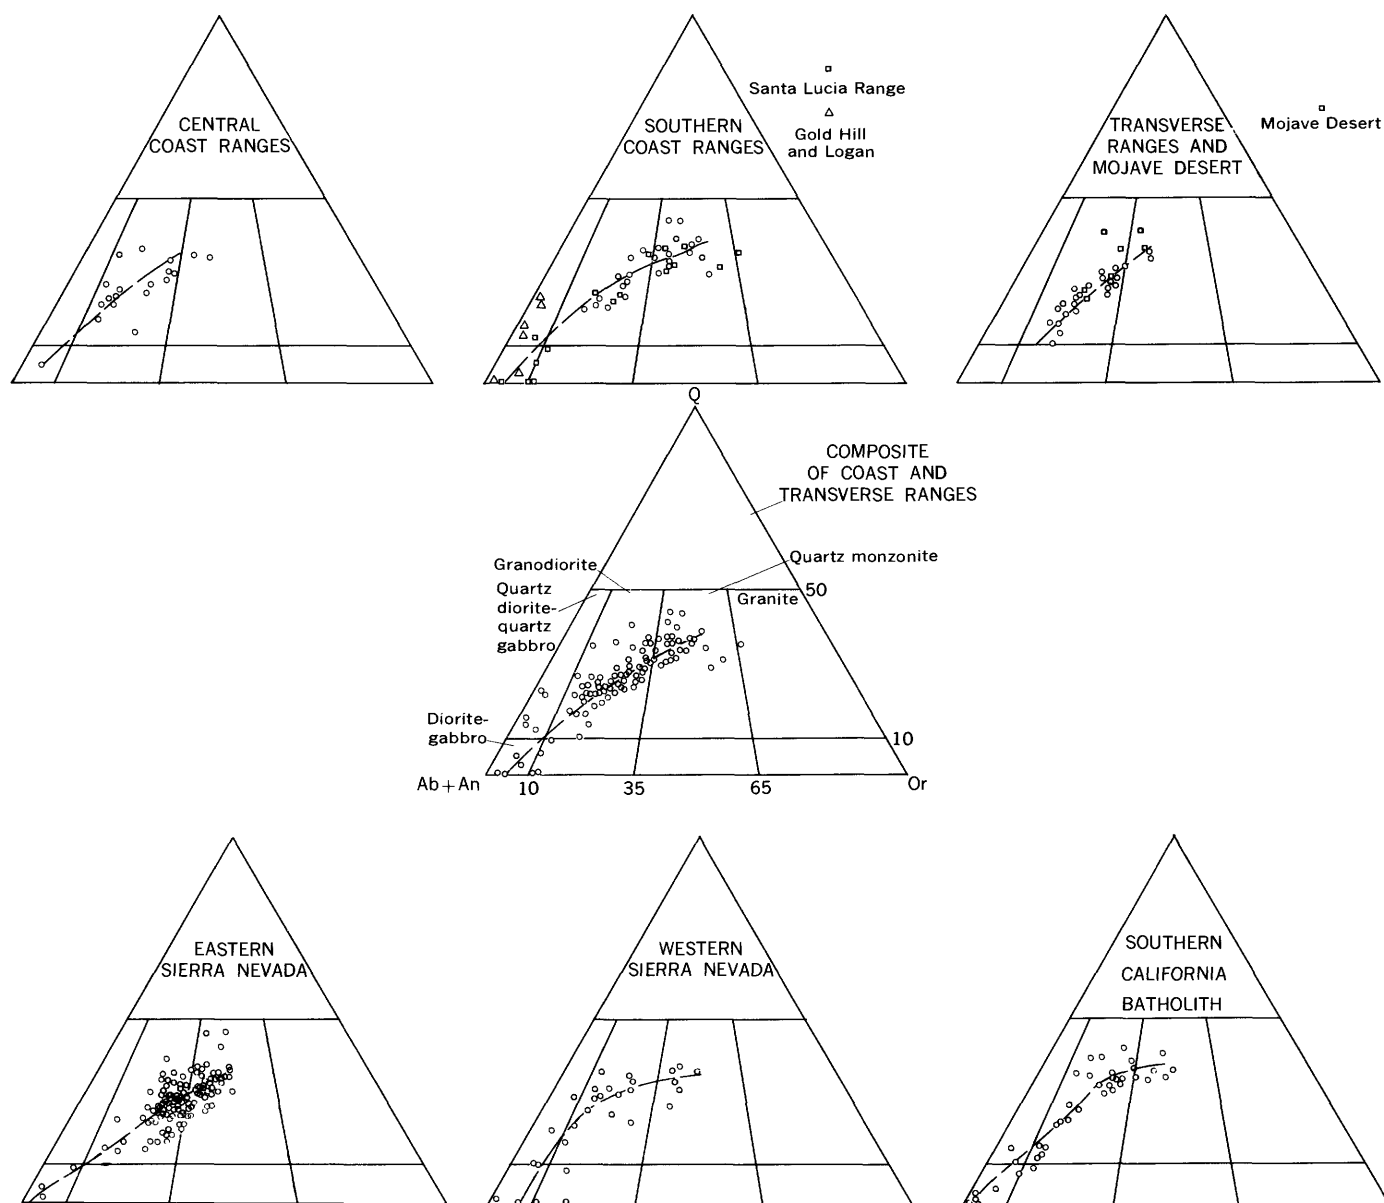 CENTRAL
COAST RANGES
SOUTHERN
COAST RANGES
Santa Lucia Range
Gold Hill
and Logan
TRANSVERSE
RANGES AND
MOJAVE DESERT
Mojave Desert
Q
COMPOSITE
OF COAST AND
TRANSVERSE RANGES
Granodiorite
Quartz monzonite
Quartz
diorite-
quartz
gabbro
Granite
50
Diorite-
gabbro
10
Ab+An
10
35
65
Or
EASTERN
SIERRA NEVADA
WESTERN
SIERRA NEVADA
SOUTHERN
CALIFORNIA
BATHOLITH